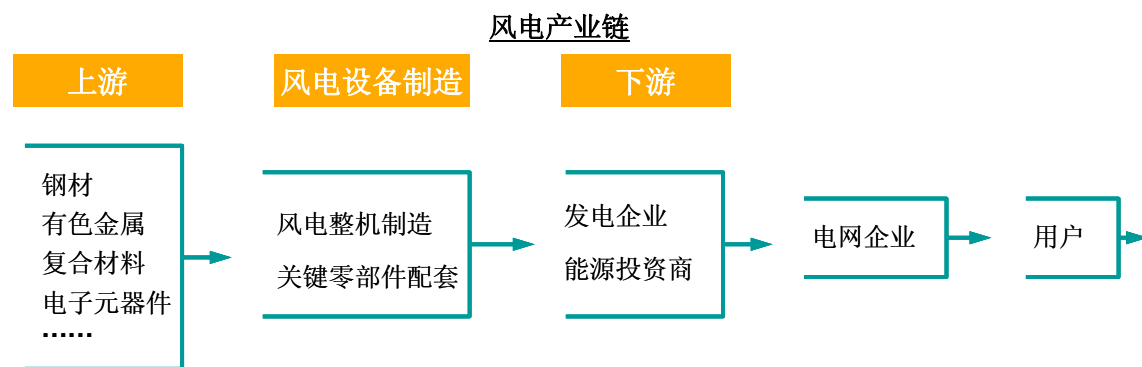 风电产业链
上游
风电设备制造
下游
钢材
有色金属
复合材料
电子元器件
……
风电整机制造
关键零部件配套
发电企业
能源投资商
电网企业
用户